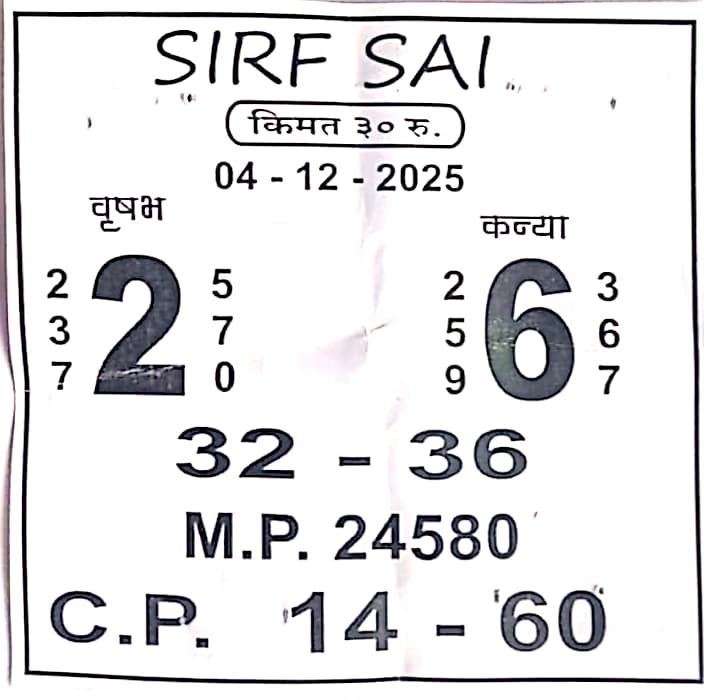 SIRF SAI
किमत ३० रु.
04 - 12 - 2025
वृषभ
कन्या
2 5 2 3
3 2 7 5 6 6
7 0 9 7
32 - 36
M.P. 24580
C.P. 14 - 60